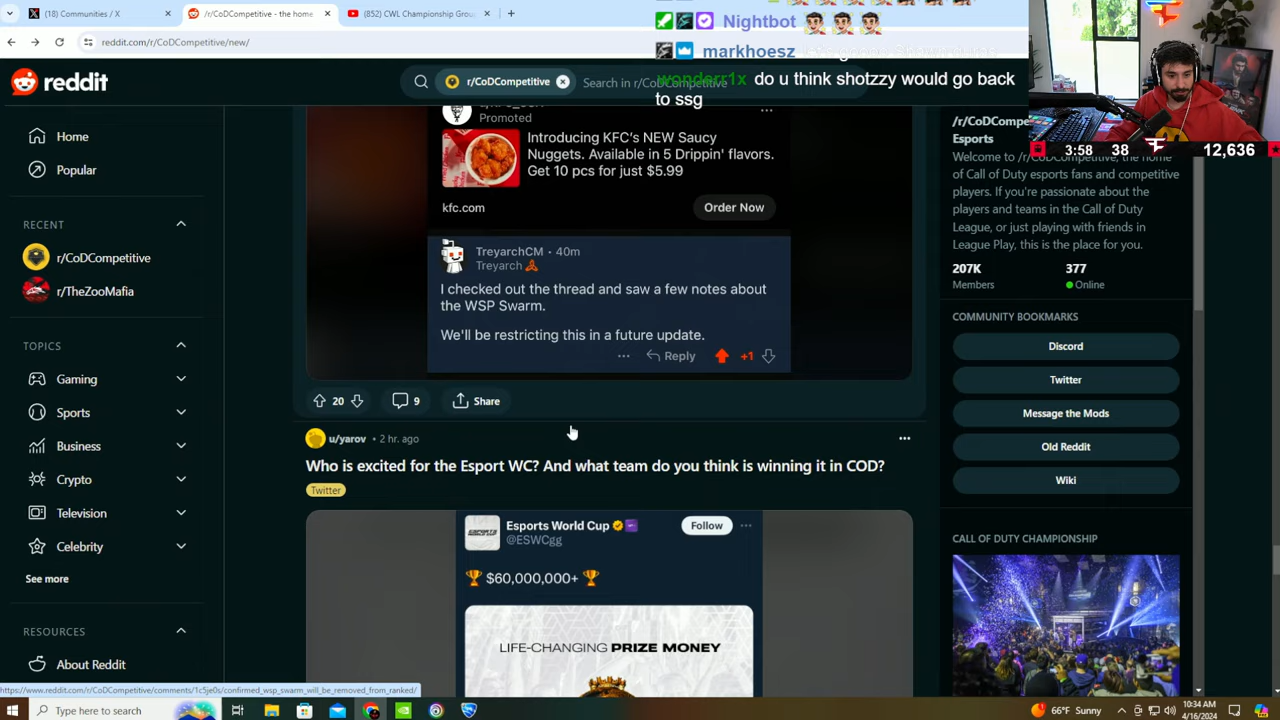 (18) Communities / X
/r/CoDCompetitive - the home
(852) CWL Championship Grou
reddit.com/r/CoDCompetitive/new/
Nightbot
markhoesz
wonderr1x do u think shotzzy would go back
to ssg
reddit
r/CoDCompetitive
Search in r/CoDCompetitive
3:58 38 12,636
Home
Popular
RECENT
r/CoDCompetitive
r/TheZooMafia
TOPICS
Gaming
Sports
Business
Crypto
Television
Celebrity
See more
RESOURCES
About Reddit
Promoted
Introducing KFC's NEW Saucy
Nuggets. Available in 5 Drippin' flavors.
Get 10 pcs for just $5.99
kfc.com
Order Now
TreyarchCM · 40m
Treyarch
I checked out the thread and saw a few notes about
the WSP Swarm.
We'll be restricting this in a future update.
Reply
+1
20
9
Share
u/yarov • 2 hr. ago
Who is excited for the Esport WC? And what team do you think is winning it in COD?
Twitter
Esports World Cup
@ESWCgg
Follow
🏆 $60,000,000+ 🏆
LIFE-CHANGING PRIZE MONEY
/r/CoDCompe
Esports
Welcome to /r/CoDCompetitive, the home
of Call of Duty esports fans and competitive
players. If you're passionate about the
players and teams in the Call of Duty
League, or just playing with friends in
League Play, this is the place for you.
207K
Members
377
Online
COMMUNITY BOOKMARKS
Discord
Twitter
Message the Mods
Old Reddit
Wiki
CALL OF DUTY CHAMPIONSHIP
https://www.reddit.com/r/CoDCompetitive/comments/1c5je0s/confirmed_wsp_swarm_will_be_removed_from_ranked/
Type here to search
66°F Sunny
10:34 AM
4/16/2024